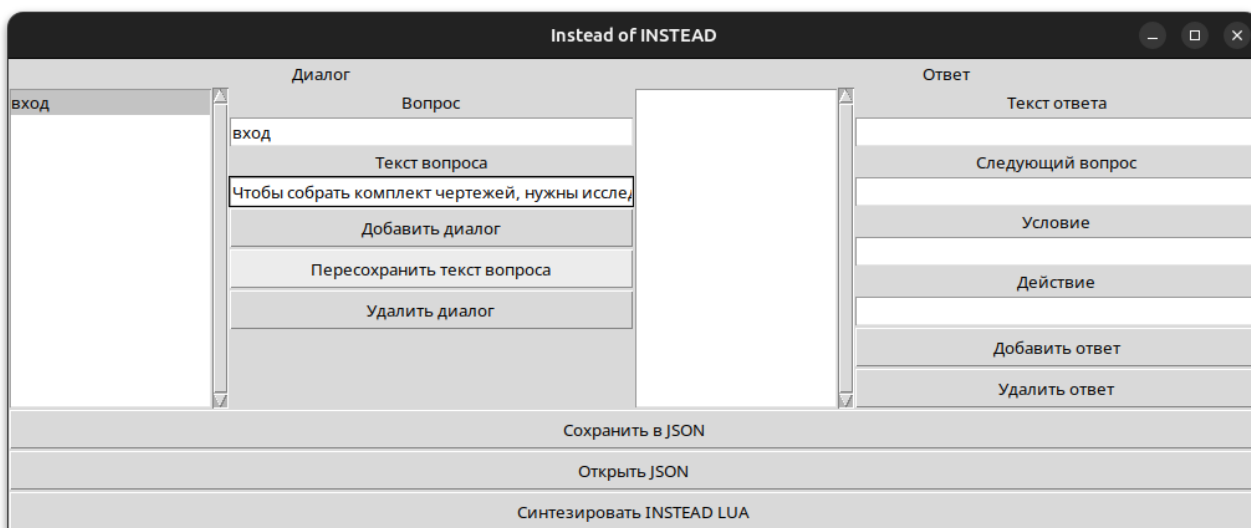 Instead of INSTEAD
Диалог
Ответ
вход
Вопрос
вход
Текст вопроса
Чтобы собрать комплект чертежей, нужны
Добавить диалог
Пересохранить текст вопроса
Удалить диалог
Текст ответа
Следующий вопрос
Условие
Действие
Добавить ответ
Удалить ответ
Сохранить в JSON
Открыть JSON
Синтезировать INSTEAD LUA